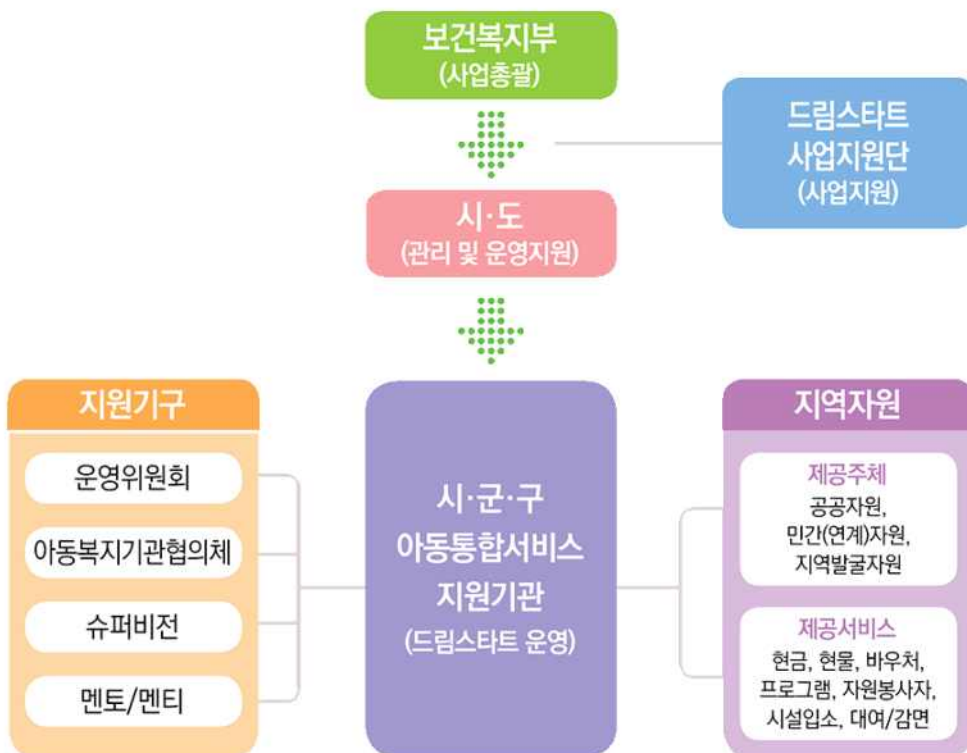 보건복지부
(사업총괄)
드림스타트
사업지원단
(사업지원)
시·도
(관리 및 운영지원)
지원기구
운영위원회
아동복지기관협의체
슈퍼비전
멘토/멘티
시·군·구
아동통합서비스
지원기관
(드림스타트 운영)
지역자원
제공주체
공공자원,
민간(연계)자원,
지역발굴자원
제공서비스
현금, 현물, 바우처,
프로그램, 자원봉사자,
시설입소, 대여/감면